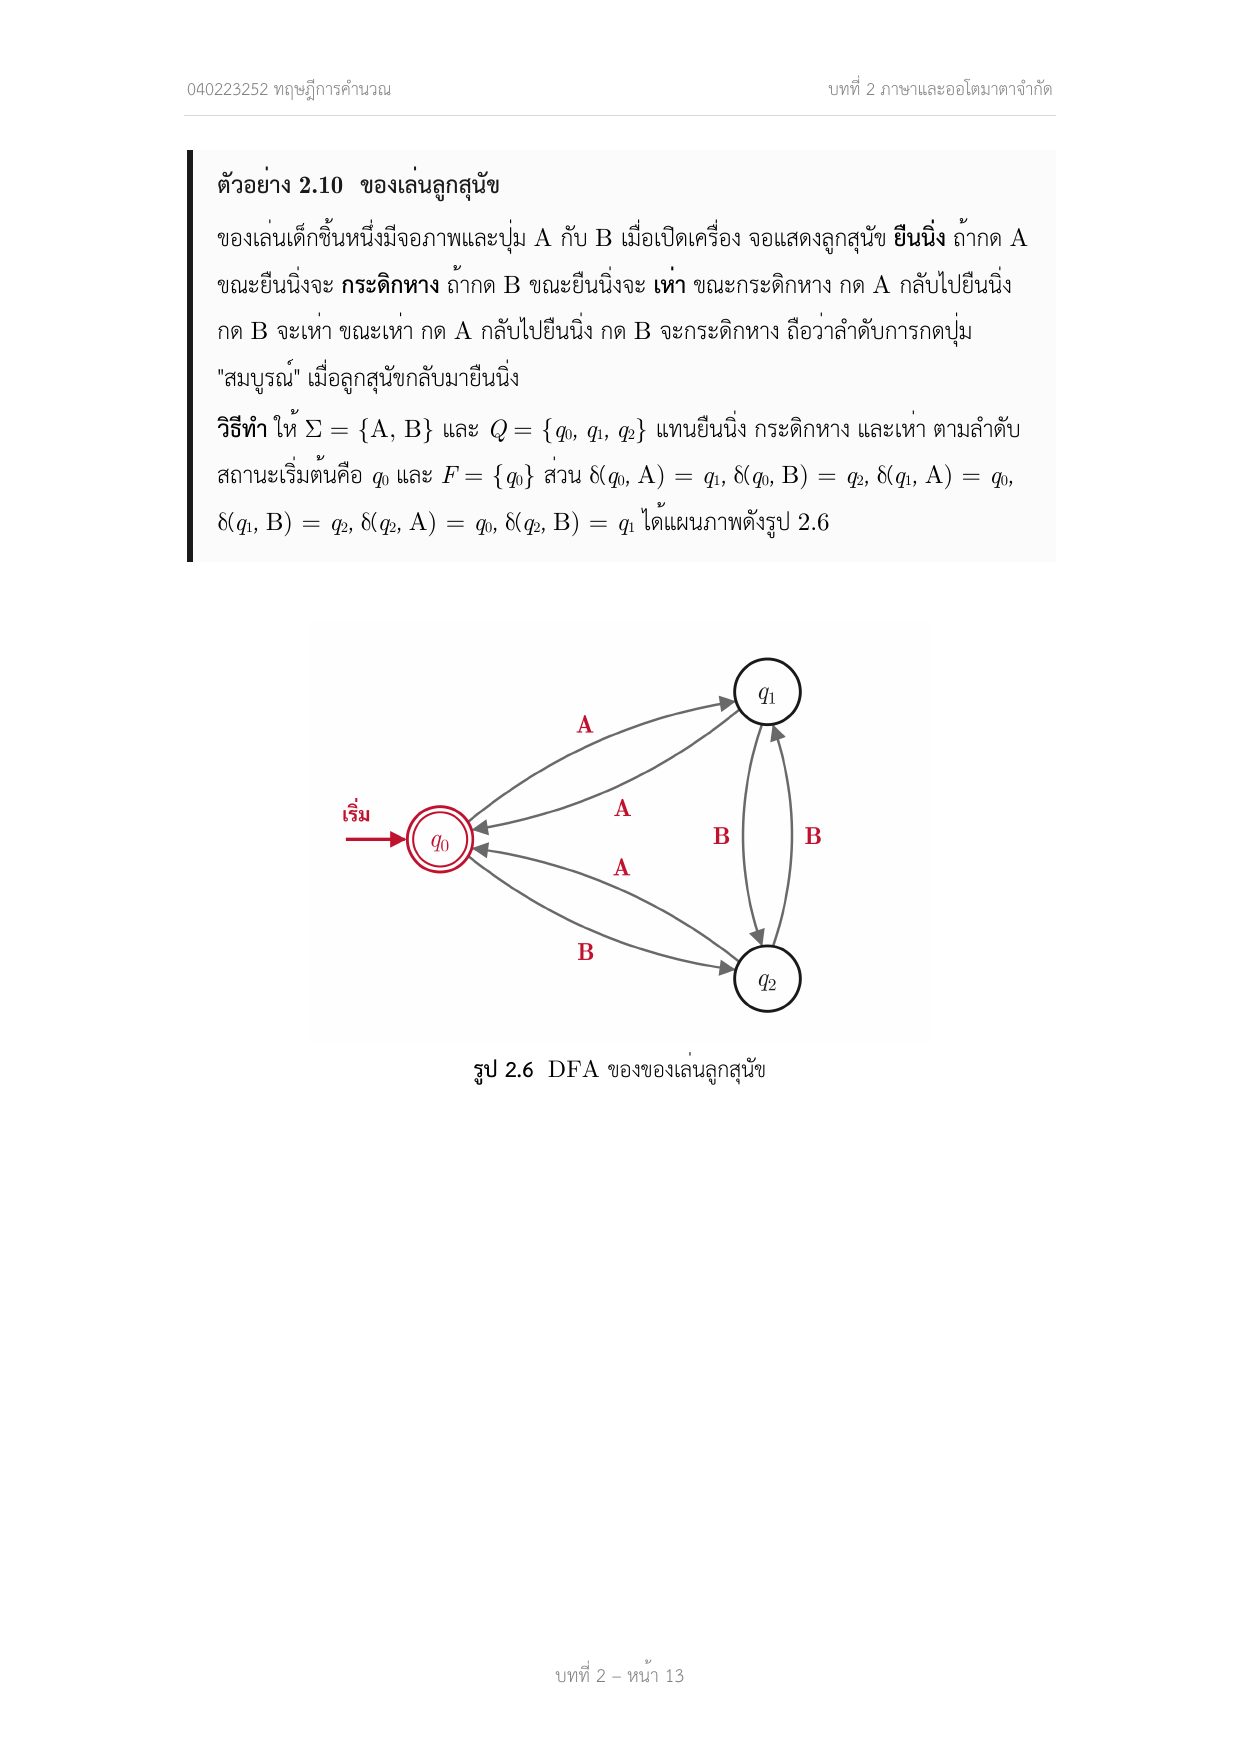 040223252 ทฤษฎีการคำนวณ
บทที่ 2 ภาษาและออโตมาตาจำกัด
ตัวอย่าง 2.10 ของเล่นลูกสุนัข
ของเล่นเด็กชิ้นหนึ่งมีจอภาพและปุ่ม A กับ B เมื่อเปิดเครื่อง จอแสดงลูกสุนัข ยืนนิ่ง ถ้ากด A
ขณะยืนนิ่งจะ กระดิกหาง ถ้ากด B ขณะยืนนิ่งจะ เห่า ขณะกระดิกหาง กด A กลับไปยืนนิ่ง
กด B จะเห่า ขณะเห่า กด A กลับไปยืนนิ่ง กด B จะกระดิกหาง ถือว่าลำดับการกดปุ่ม
"สมบูรณ์" เมื่อลูกสุนัขกลับมายืนนิ่ง
วิธีทำ ให้ Σ = {A, B} และ Q = {q₀, q₁, q₂} แทนยืนนิ่ง กระดิกหาง และเห่า ตามลำดับ
สถานะเริ่มต้นคือ q₀ และ F = {q₀} ส่วน δ(q₀, A) = q₁, δ(q₀, B) = q₂, δ(q₁, A) = q₀,
δ(q₁, B) = q₂, δ(q₂, A) = q₀, δ(q₂, B) = q₁ ได้แผนภาพดังรูป 2.6
q₁
A
เริ่ม
A
q₀
B
B
A
B
q₂
รูป 2.6 DFA ของของเล่นลูกสุนัข
บทที่ 2 – หน้า 13